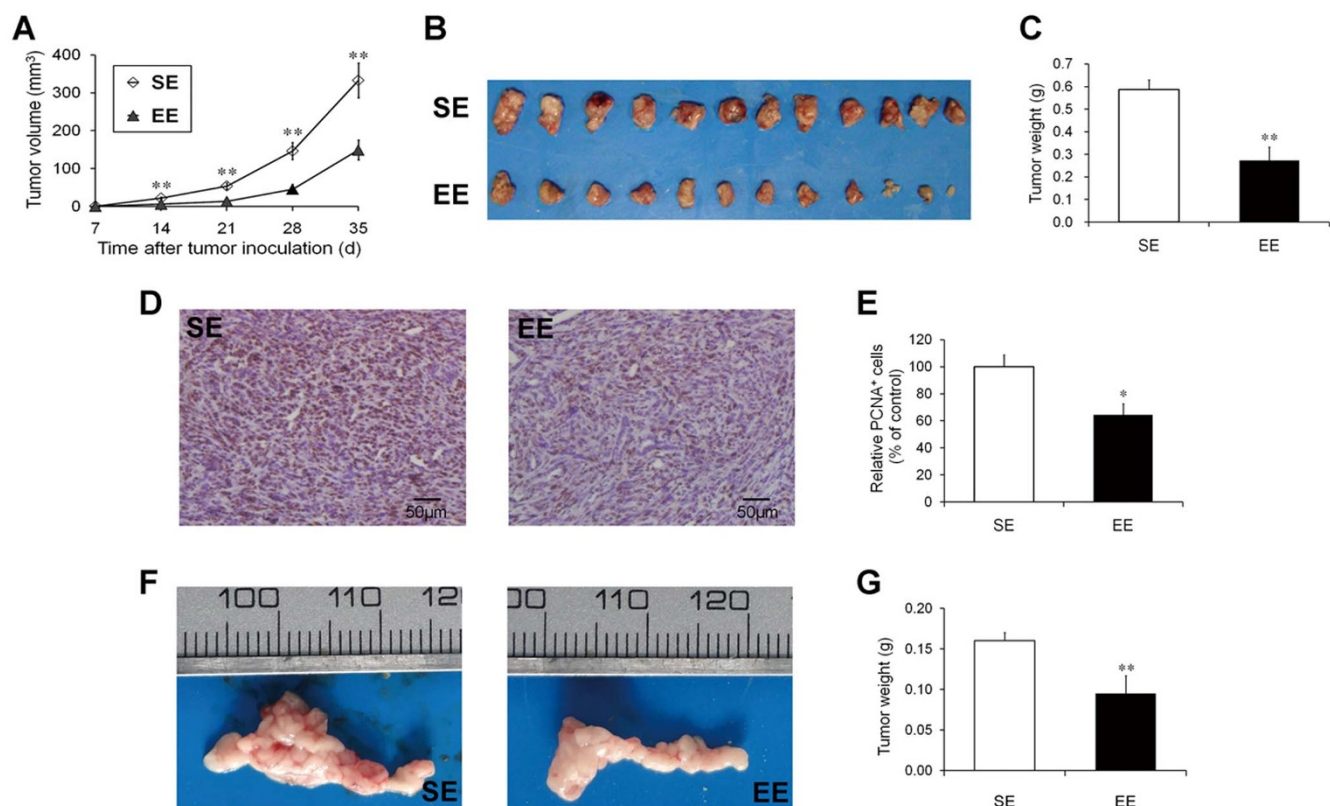 A
Tumor volume (mm³)
400
300
200
100
0
SE
EE
**
**
**
**
7 14 21 28 35
Time after tumor inoculation (d)
B
SE
EE
C
Tumor weight (g)
0.7
0.6
0.5
0.4
0.3
0.2
0.1
0.0
**
SE EE
D
SE
50μm
EE
50μm
E
Relative PCNA⁺ cells
(% of control)
120
100
80
60
40
20
0
*
SE EE
F
100 110
SE
110 120
EE
G
Tumor weight (g)
0.20
0.15
0.10
0.05
0.00
**
SE EE